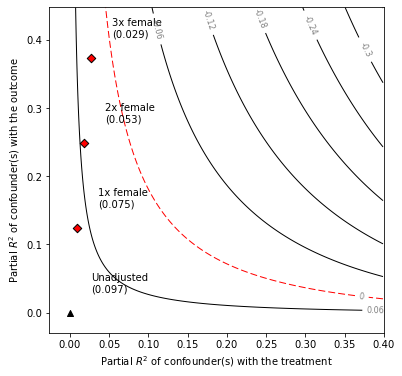 3x female
(0.029)
2x female
(0.053)
1x female
(0.075)
Unadjusted
(0.097)
-0.12
-0.18
-0.24
-0.3
0
0.06
0.4
0.3
0.2
0.1
0.0
0.00 0.05 0.10 0.15 0.20 0.25 0.30 0.35 0.40
Partial R² of confounder(s) with the treatment
Partial R² of confounder(s) with the outcome